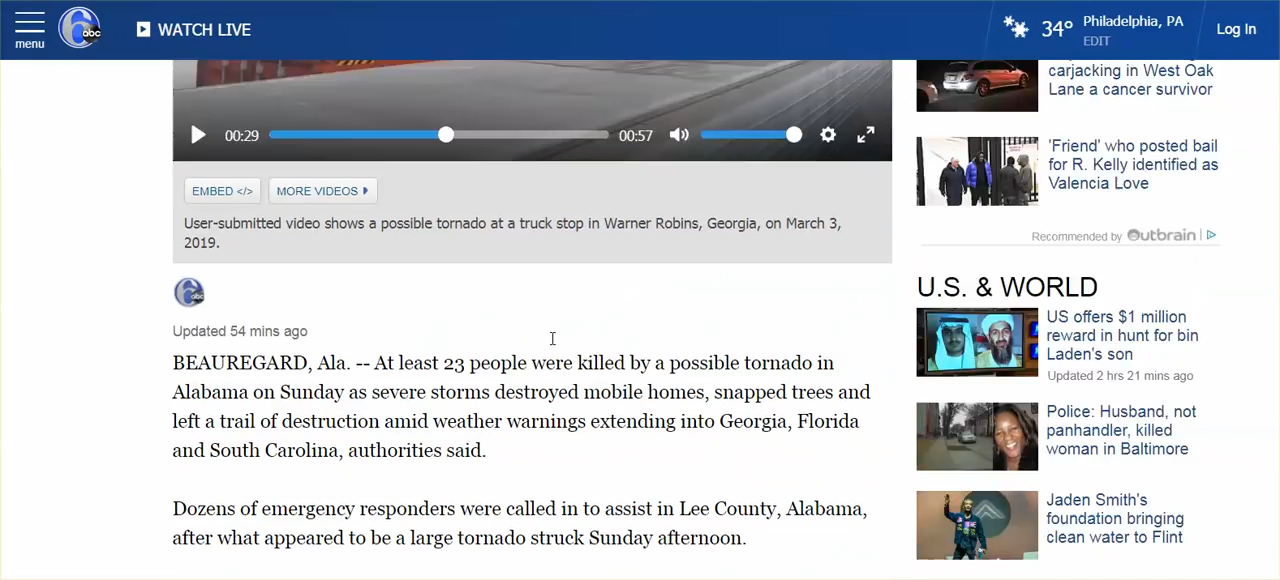 menu
6 abc
WATCH LIVE
34°
Philadelphia, PA
EDIT
Log In
carjacking in West Oak
Lane a cancer survivor
00:29
00:57
EMBED </>
MORE VIDEOS
User-submitted video shows a possible tornado at a truck stop in Warner Robins, Georgia, on March 3,
2019.
'Friend' who posted bail
for R. Kelly identified as
Valencia Love
Recommended by Outbrain
6 abc
Updated 54 mins ago
BEAUREGARD, Ala. -- At least 23 people were killed by a possible tornado in
Alabama on Sunday as severe storms destroyed mobile homes, snapped trees and
left a trail of destruction amid weather warnings extending into Georgia, Florida
and South Carolina, authorities said.
Dozens of emergency responders were called in to assist in Lee County, Alabama,
after what appeared to be a large tornado struck Sunday afternoon.
U.S. & WORLD
US offers $1 million
reward in hunt for bin
Laden's son
Updated 2 hrs 21 mins ago
Police: Husband, not
panhandler, killed
woman in Baltimore
Jaden Smith's
foundation bringing
clean water to Flint